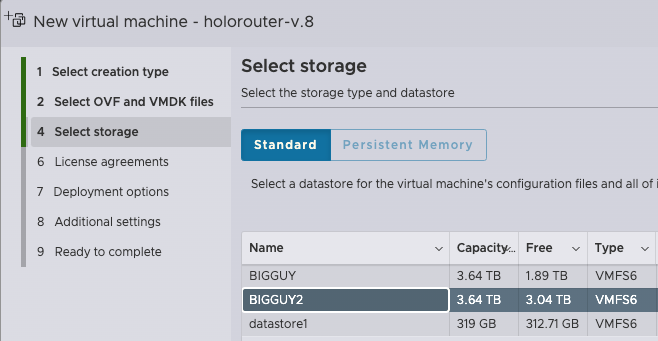 New virtual machine - holorouter-v.8
1 Select creation type
2 Select OVF and VMDK files
4 Select storage
6 License agreements
7 Deployment options
8 Additional settings
9 Ready to complete
Select storage
Select the storage type and datastore
Standard Persistent Memory
Select a datastore for the virtual machine's configuration files and all of
Name Capacity... Free Type
BIGGUY 3.64 TB 1.89 TB VMFS6
BIGGUY2 3.64 TB 3.04 TB VMFS6
datastore1 319 GB 312.71 GB VMFS6